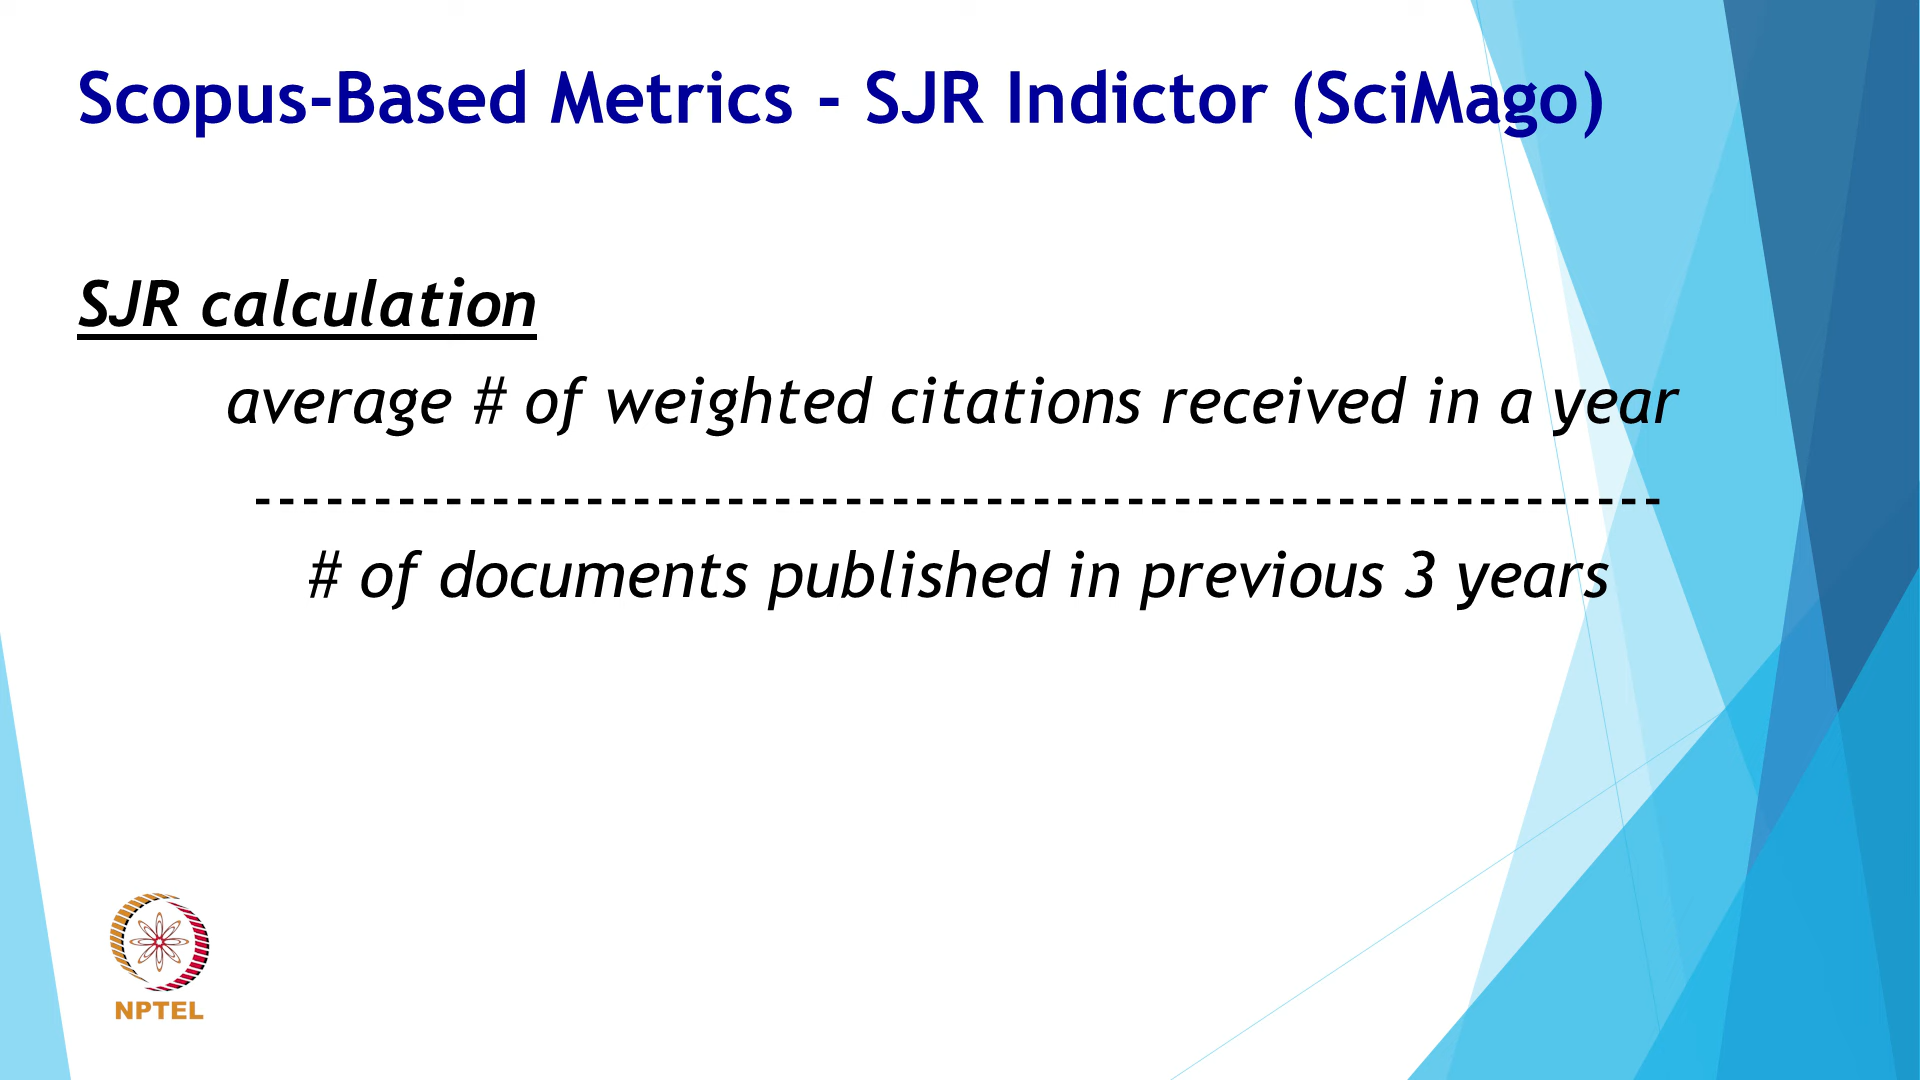 Scopus-Based Metrics - SJR Indictor (SciMago)
SJR calculation
average # of weighted citations received in a year
------------------------------------------------------------
# of documents published in previous 3 years
NPTEL